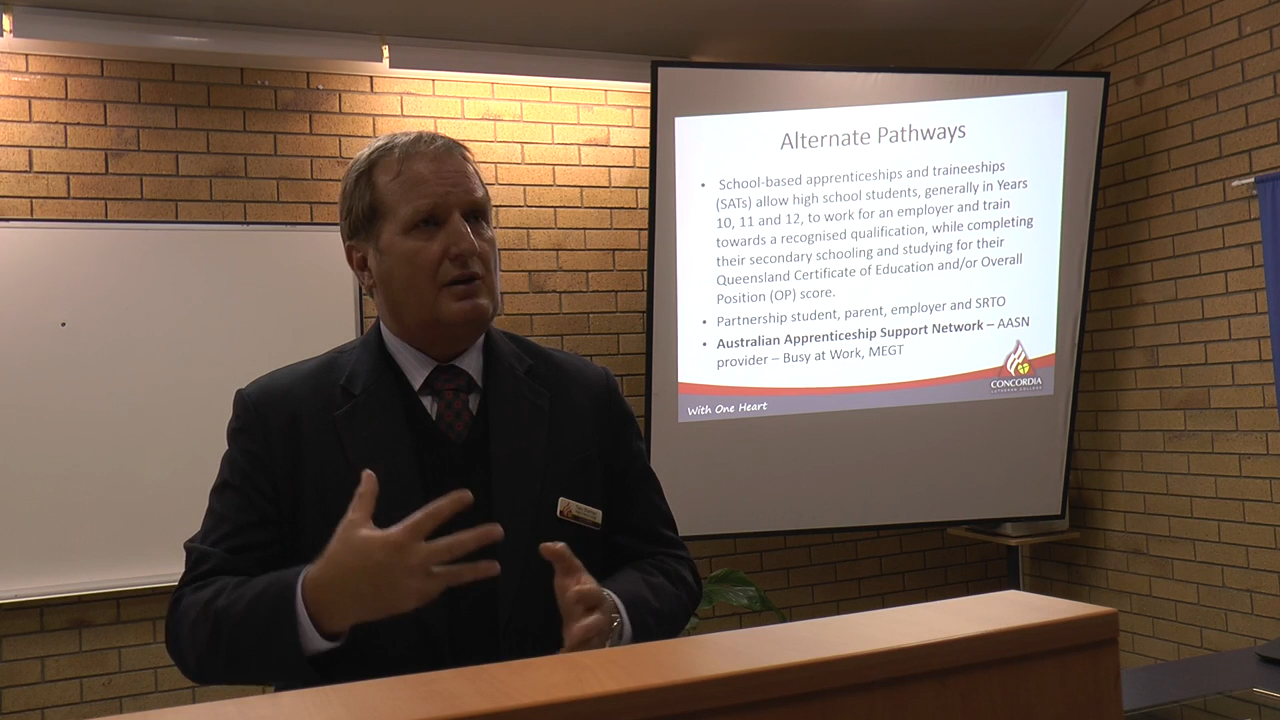 Alternate Pathways
• School-based apprenticeships and traineeships
(SATs) allow high school students, generally in Years
10, 11 and 12, to work for an employer and train
towards a recognised qualification, while completing
their secondary schooling and studying for their
Queensland Certificate of Education and/or Overall
Position (OP) score.
• Partnership student, parent, employer and SRTO
• Australian Apprenticeship Support Network – AASN
provider – Busy at Work, MEGT
CONCORDIA
LUTHERAN COLLEGE
With One Heart